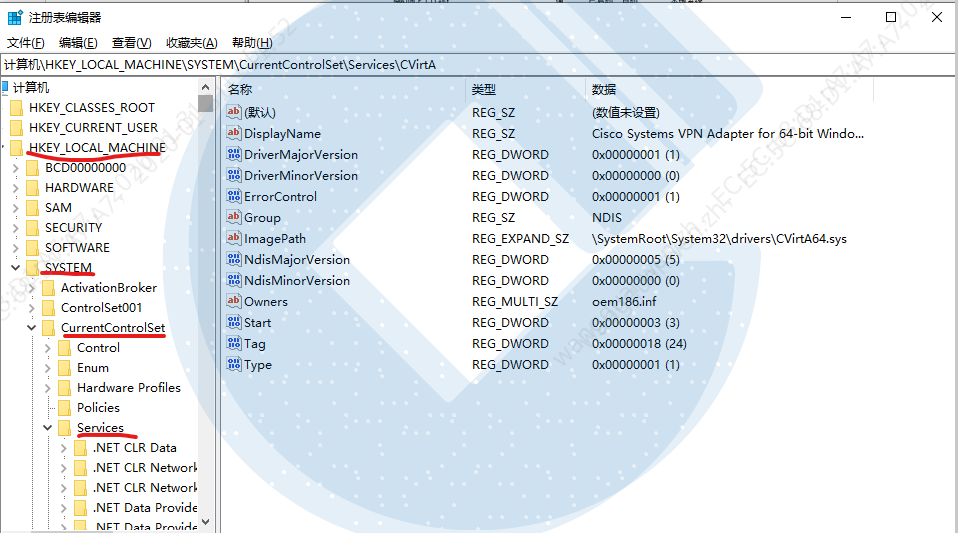 注册表编辑器
文件(F) 编辑(E) 查看(V) 收藏夹(A) 帮助(H)
计算机\HKEY_LOCAL_MACHINE\SYSTEM\CurrentControlSet\Services\CVirtA
计算机
HKEY_CLASSES_ROOT
HKEY_CURRENT_USER
HKEY_LOCAL_MACHINE
BCD00000000
HARDWARE
SAM
SECURITY
SOFTWARE
SYSTEM
ActivationBroker
ControlSet001
CurrentControlSet
Control
Enum
Hardware Profiles
Policies
Services
.NET CLR Data
.NET CLR Network
.NET CLR Network
.NET Data Provide
.NET Data Provide
名称 类型 数据
(默认) REG_SZ (数值未设置)
DisplayName REG_SZ Cisco Systems VPN Adapter for 64-bit Windo...
DriverMajorVersion REG_DWORD 0x00000001 (1)
DriverMinorVersion REG_DWORD 0x00000000 (0)
ErrorControl REG_DWORD 0x00000001 (1)
Group REG_SZ NDIS
ImagePath REG_EXPAND_SZ \SystemRoot\System32\drivers\CVirtA64.sys
NdisMajorVersion REG_DWORD 0x00000005 (5)
NdisMinorVersion REG_DWORD 0x00000000 (0)
Owners REG_MULTI_SZ oem186.inf
Start REG_DWORD 0x00000003 (3)
Tag REG_DWORD 0x00000018 (24)
Type REG_DWORD 0x00000001 (1)